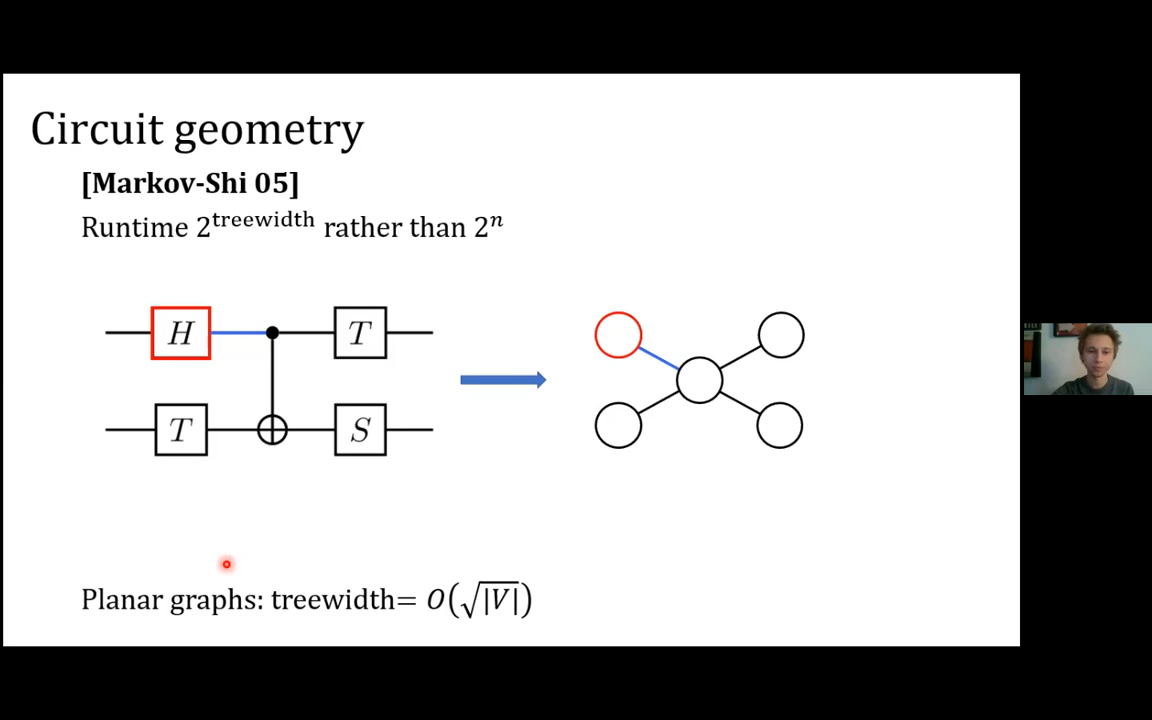 Circuit geometry
[Markov-Shi 05]
Runtime 2^treewidth rather than 2^n
H
T
T
S
Planar graphs: treewidth= O(√|V|)